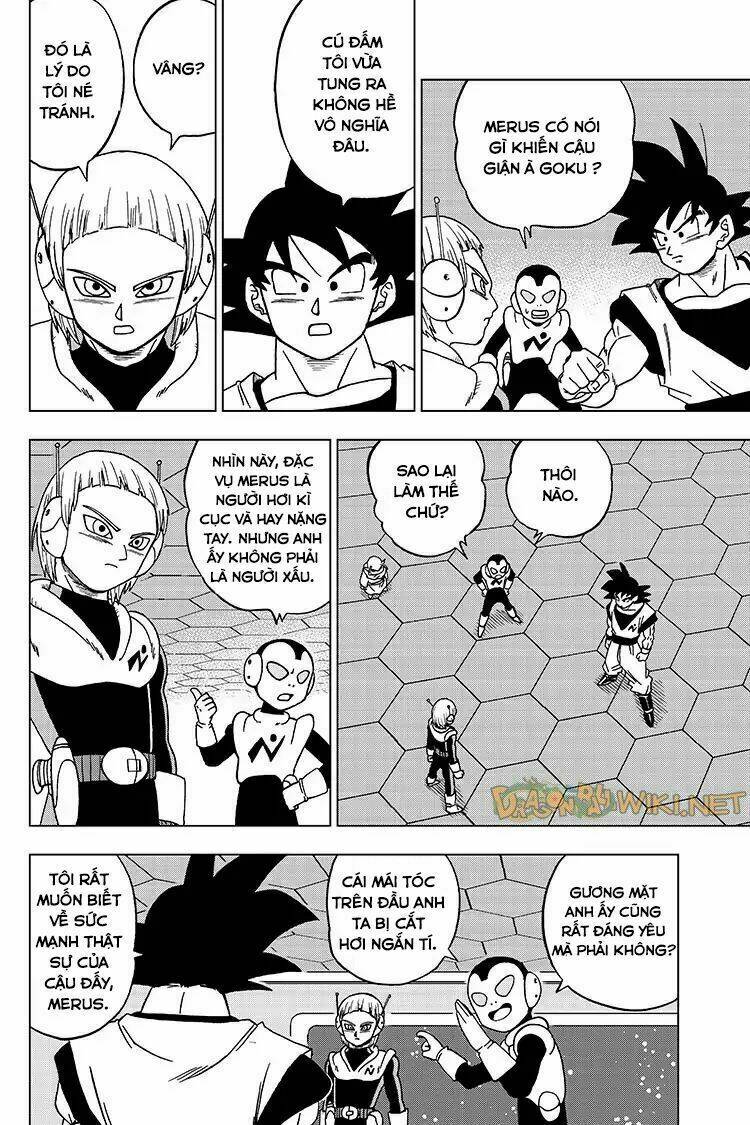 MERUS CÓ NÓI
GÌ KHIẾN CẬU
GIẬN À GOKU ?
CÚ ĐẤM
TÔI VỪA
TUNG RA
KHÔNG HỀ
VÔ NGHĨA
ĐÂU.
VÂNG?
ĐÓ LÀ
LÝ DO
TÔI NÉ
TRÁNH.
THÔI
NÀO.
SAO LẠI
LÀM THẾ
CHỨ?
DRAGON BALL WIKI.NET
NHÌN NÀY, ĐẶC
VỤ MERUS LÀ
NGƯỜI HƠI KÌ
CỤC VÀ HAY NẶNG
TAY. NHƯNG ANH
ẤY KHÔNG PHẢI
LÀ NGƯỜI XẤU.
GƯƠNG MẶT
ANH ẤY CŨNG
RẤT ĐÁNG YÊU
MÀ PHẢI KHÔNG?
CÁI MÁI TÓC
TRÊN ĐẦU ANH
TA BỊ CẮT
HƠI NGẮN TÍ.
TÔI RẤT
MUỐN BIẾT
VỀ SỨC
MẠNH THẬT
SỰ CỦA
CẬU ĐẤY,
MERUS.